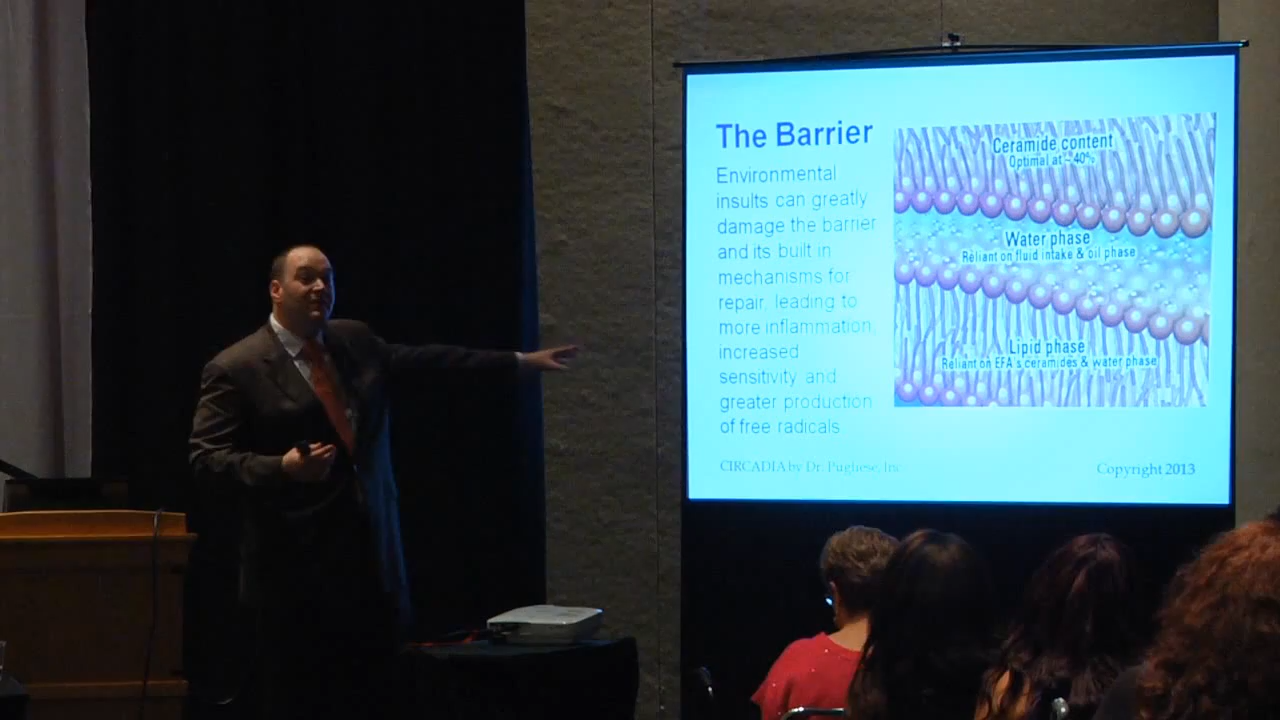 The Barrier
Environmental
insults can greatly
damage the barrier
and its built in
mechanisms for
repair, leading to
more inflammation,
increased
sensitivity and
greater production
of free radicals
Ceramide content
Optimal at ~40%
Water phase
Reliant on fluid intake & oil phase
Lipid phase
Reliant on EFA's ceramides & water phase
CIRCADIA by Dr. Pugliese, Inc.
Copyright 2013